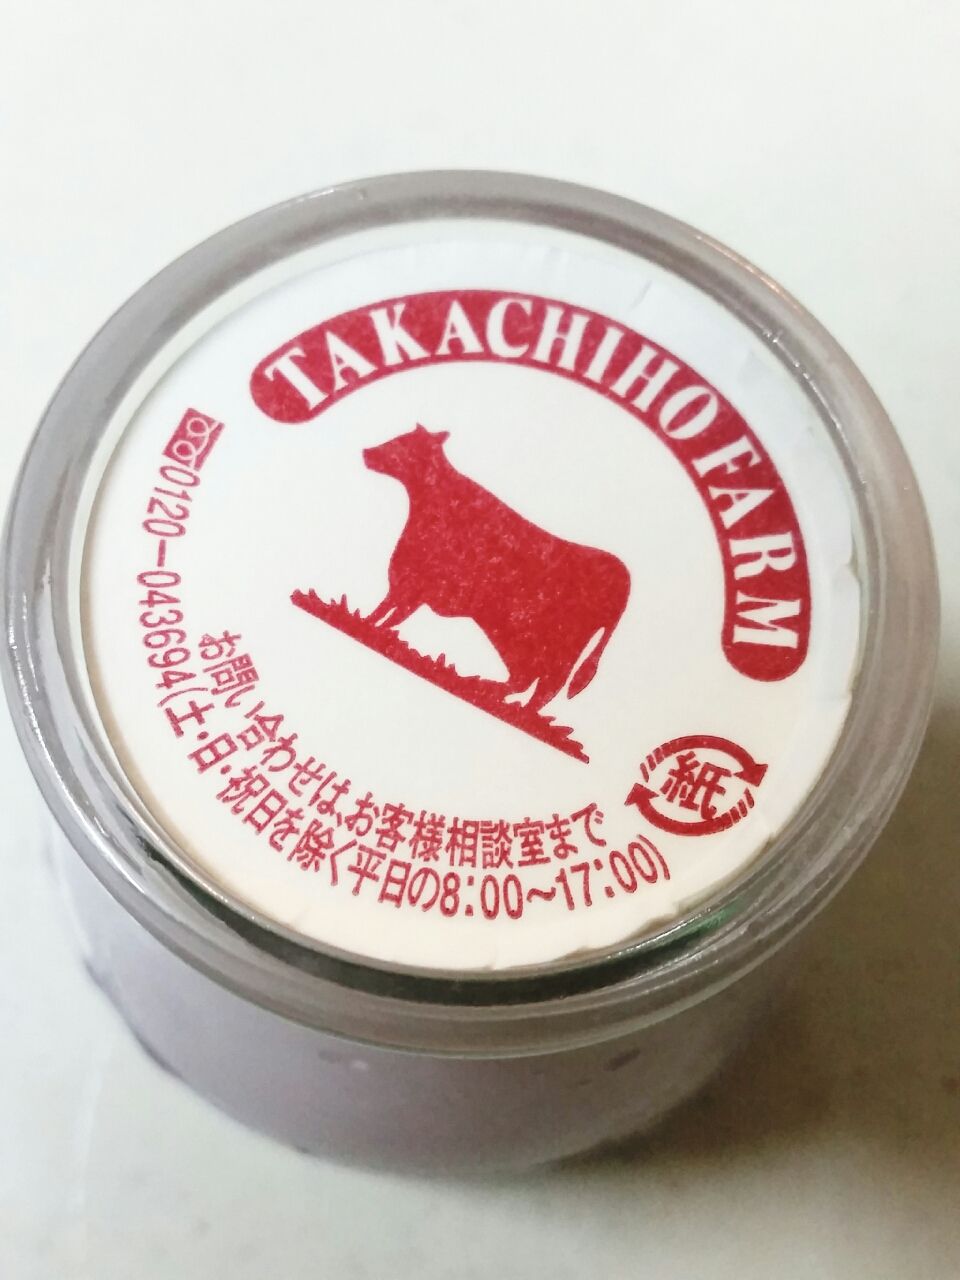 TAKACHIHO FARM
紙
お問い合わせは、お客様相談室まで
0120-043694(土・日・祝日を除く平日の8:00~17:00)